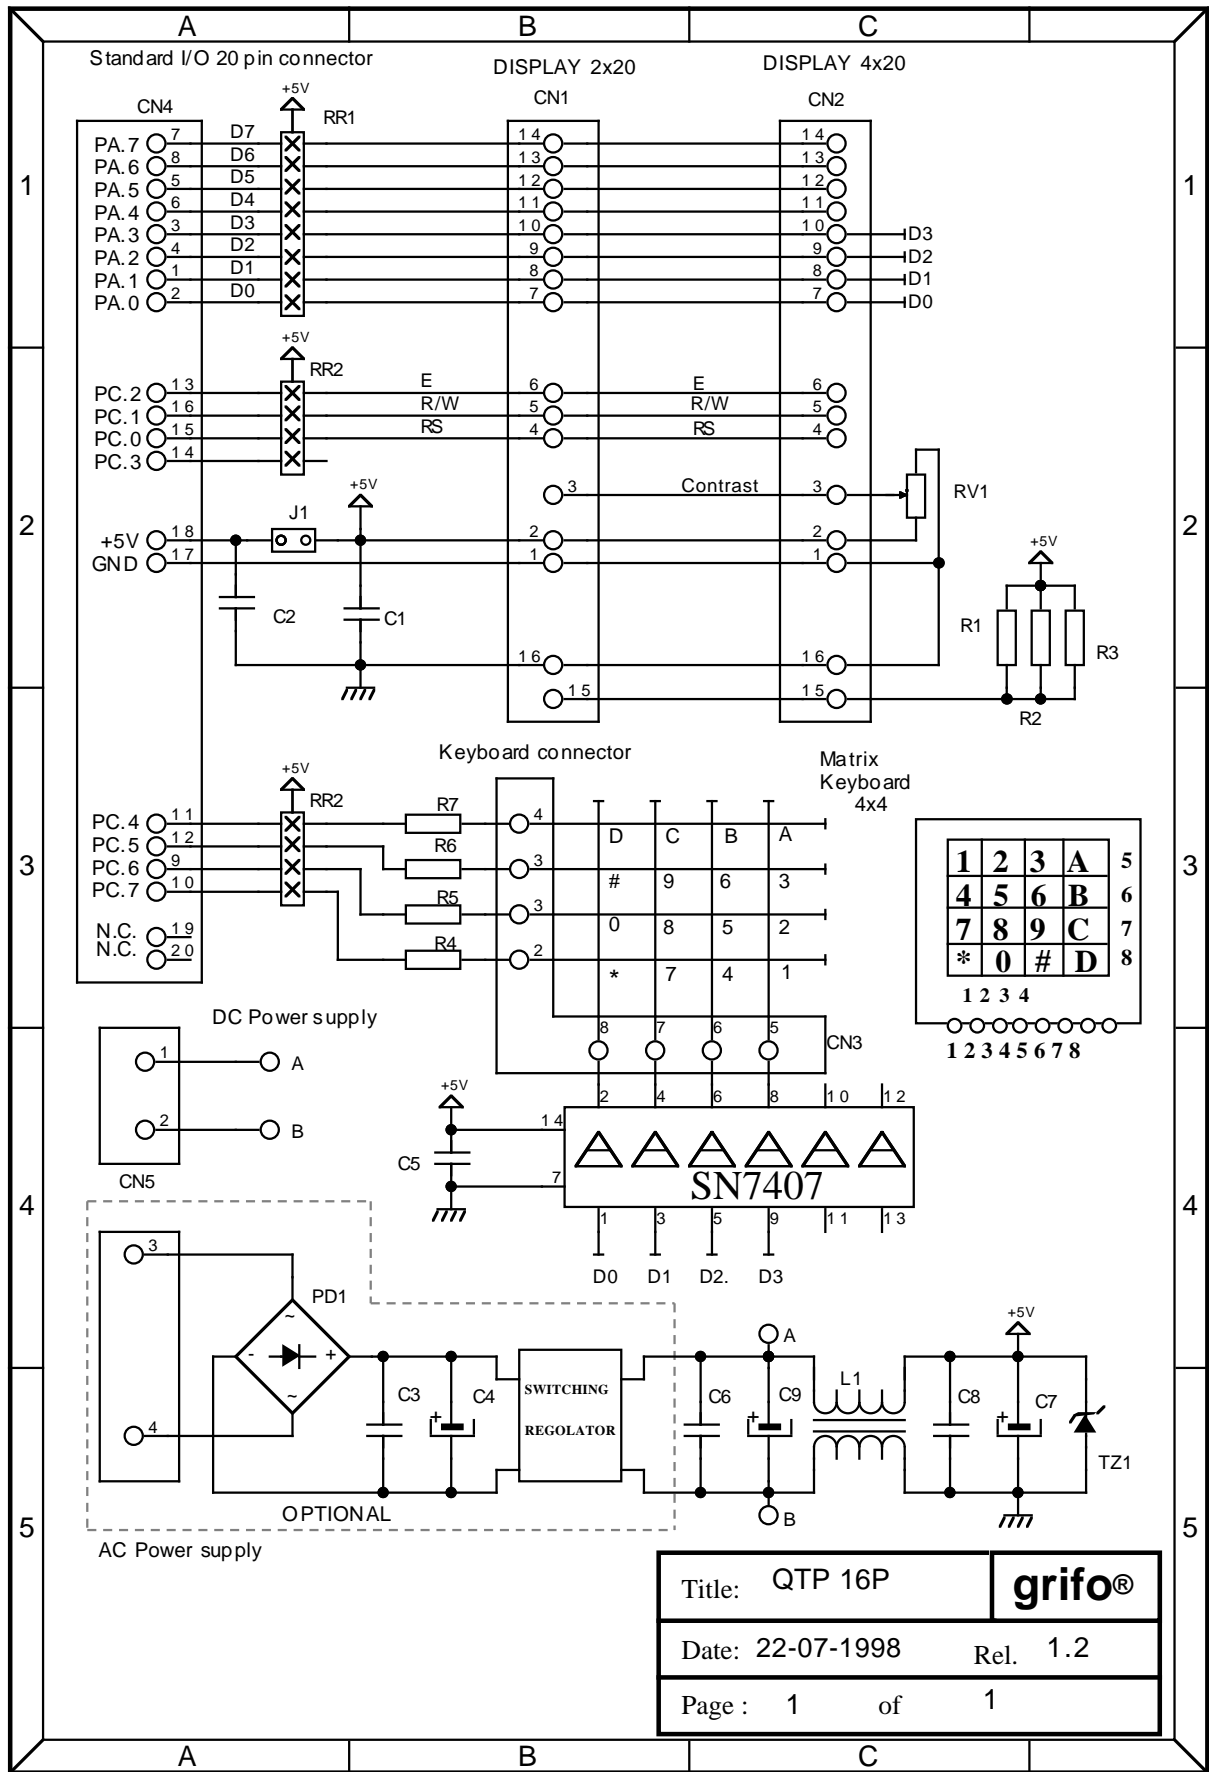 A B C
Standard I/O 20 pin connector
DISPLAY 2x20
DISPLAY 4x20
CN4
+5V
RR1
CN1
CN2
PA.7 7 D7 14 14
PA.6 8 D6 13 13
PA.5 5 D5 12 12
PA.4 6 D4 11 11
PA.3 3 D3 10 10 D3
PA.2 4 D2 9 9 D2
PA.1 1 D1 8 8 D1
PA.0 2 D0 7 7 D0
1 1
+5V
RR2
PC.2 13 E 6 E 6
PC.1 16 R/W 5 R/W 5
PC.0 15 RS 4 RS 4
PC.3 14
3 Contrast 3 RV1
+5V
J1
2 2
+5V 18 2 2
GND 17 1 1
+5V
C2 C1
R1 R3
16 16
15 15
R2
Keyboard connector
Matrix
Keyboard
4x4
+5V
RR2
PC.4 11 R7 4
PC.5 12 R6 3
PC.6 9 R5 3
PC.7 10 R4 2
D C B A
# 9 6 3
0 8 5 2
* 7 4 1
N.C. 19
N.C. 20
3 3
1 2 3 A 5
4 5 6 B 6
7 8 9 C 7
* 0 # D 8
1 2 3 4
1 2 3 4 5 6 7 8
DC Power supply
8 7 6 5
CN3
1 A
2 B
CN5
+5V
2 4 6 8 10 12
14
C5
7
SN7407
1 3 5 9 11 13
D0 D1 D2. D3
4 4
3
PD1
~
- +
~
4
C3 C4
+
SWITCHING
REGOLATOR
OPTIONAL
AC Power supply
A
C6 C9
+
L1
B
+5V
C8 C7
+
TZ1
5 5
Title: QTP 16P
grifo®
Date: 22-07-1998 Rel. 1.2
Page : 1 of 1
A B C